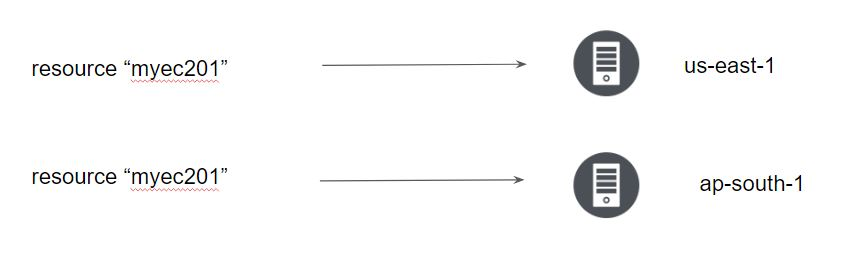 resource “myec201”
us-east-1
resource “myec201”
ap-south-1